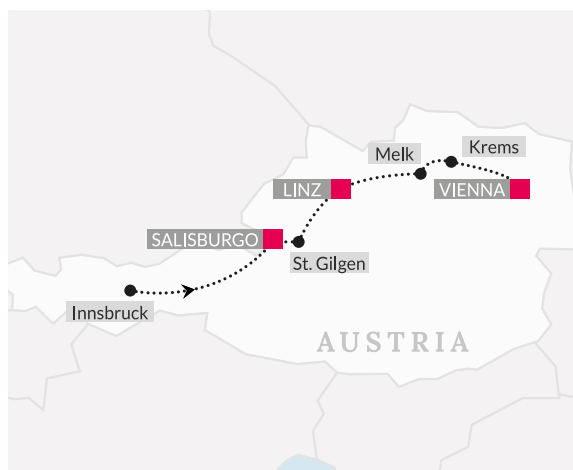 Krems
Melk
LINZ
VIENNA
SALISBURGO
St. Gilgen
Innsbruck
AUSTRIA